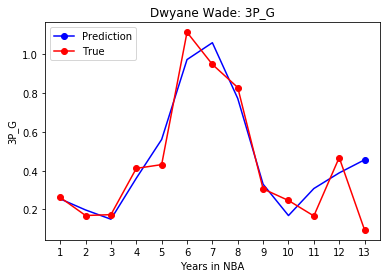 Dwyane Wade: 3P_G
Prediction
True
1.0
0.8
0.6
0.4
0.2
3P_G
1 2 3 4 5 6 7 8 9 10 11 12 13
Years in NBA